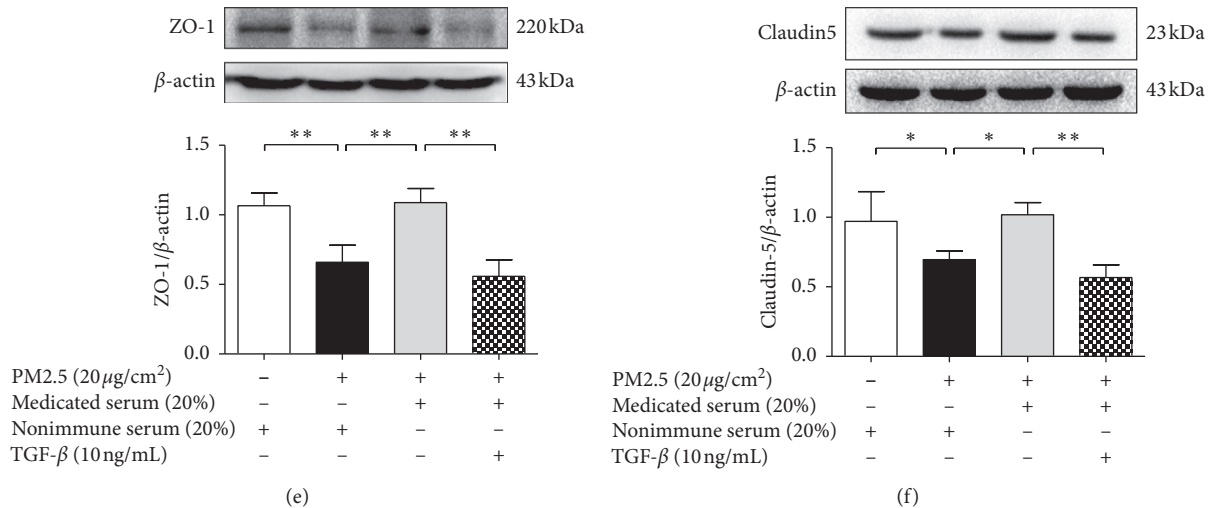 ZO-1 220 kDa
β-actin 43 kDa
** ** **
1.5
1.0
0.5
0.0
ZO-1/β-actin
PM2.5 (20 μg/cm²) – + + +
Medicated serum (20%) – – + +
Nonimmune serum (20%) + + – –
TGF-β (10 ng/mL) – – – +
(e)
Claudin5 23 kDa
β-actin 43 kDa
* * **
1.5
1.0
0.5
0.0
Claudin-5/β-actin
PM2.5 (20 μg/cm²) – + + +
Medicated serum (20%) – – + +
Nonimmune serum (20%) + + – –
TGF-β (10 ng/mL) – – – +
(f)